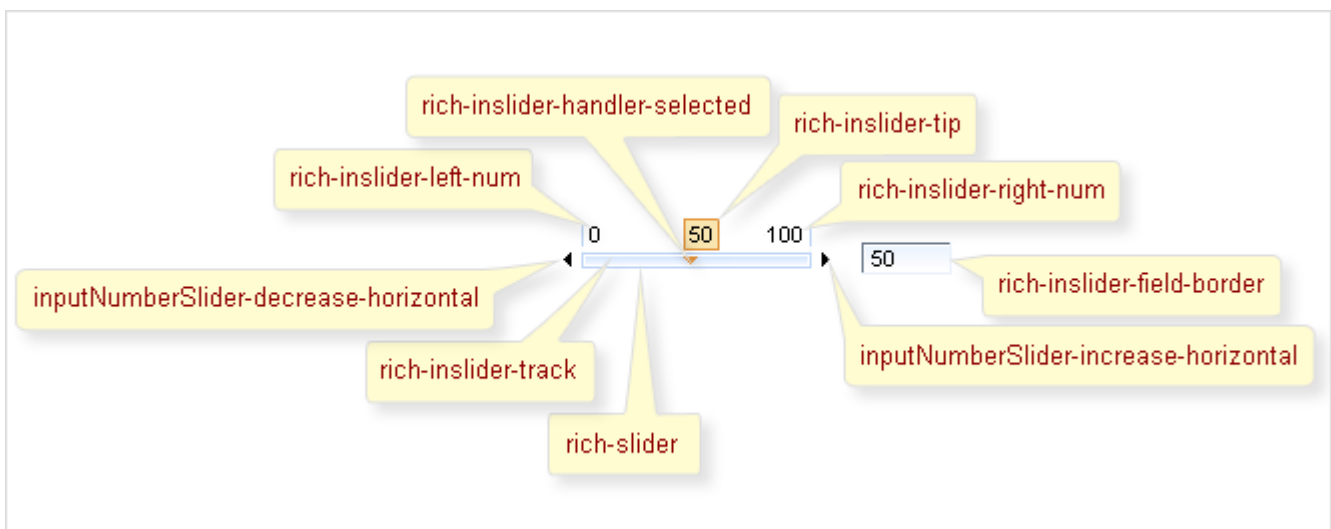 rich-inslider-handler-selected
rich-inslider-tip
rich-inslider-left-num
rich-inslider-right-num
0 50 100
50
inputNumberSlider-decrease-horizontal
rich-inslider-field-border
rich-inslider-track
inputNumberSlider-increase-horizontal
rich-slider